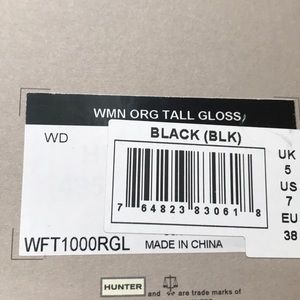 WMN ORG TALL GLOSS
WD
BLACK (BLK)
UK
5
US
7
EU
38
7 64823 83061 8
WFT1000RGL
MADE IN CHINA
HUNTER and are trade marks of